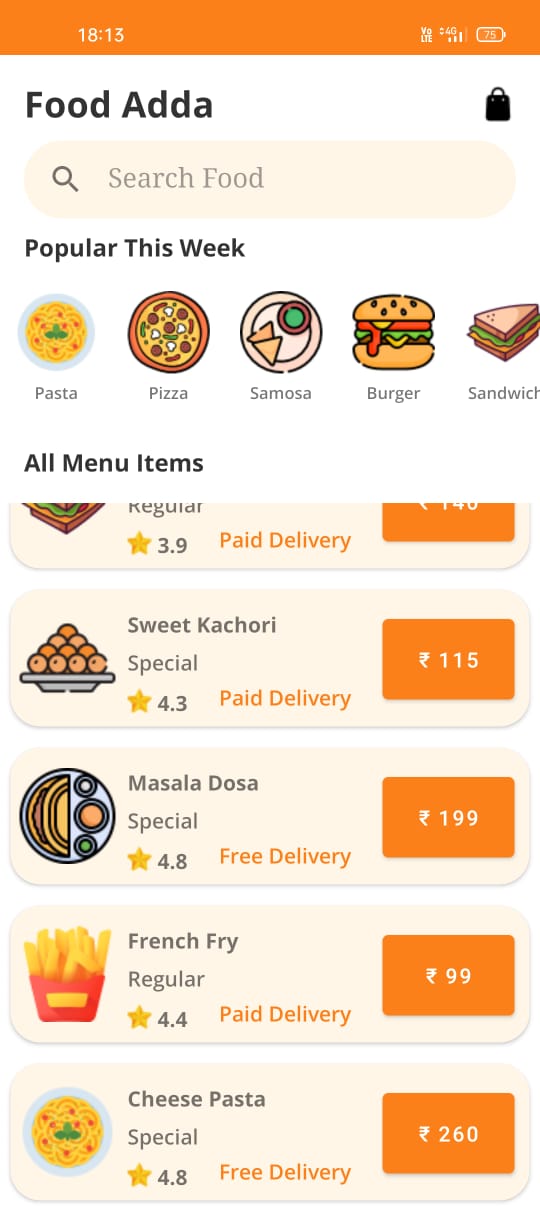 18:13
Vo LTE 4G 75
Food Adda
Search Food
Popular This Week
Pasta Pizza Samosa Burger Sandwich
All Menu Items
Regular
₹ 140
3.9 Paid Delivery
Sweet Kachori
Special
₹ 115
4.3 Paid Delivery
Masala Dosa
Special
₹ 199
4.8 Free Delivery
French Fry
Regular
₹ 99
4.4 Paid Delivery
Cheese Pasta
Special
₹ 260
4.8 Free Delivery